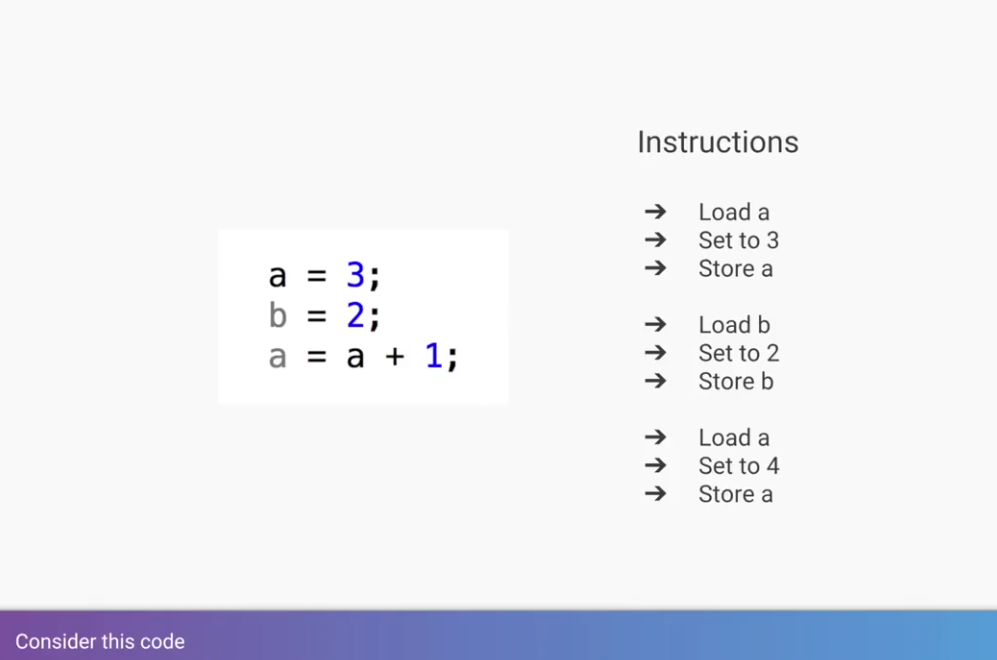 a = 3;
b = 2;
a = a + 1;
Instructions
➔ Load a
➔ Set to 3
➔ Store a
➔ Load b
➔ Set to 2
➔ Store b
➔ Load a
➔ Set to 4
➔ Store a
Consider this code